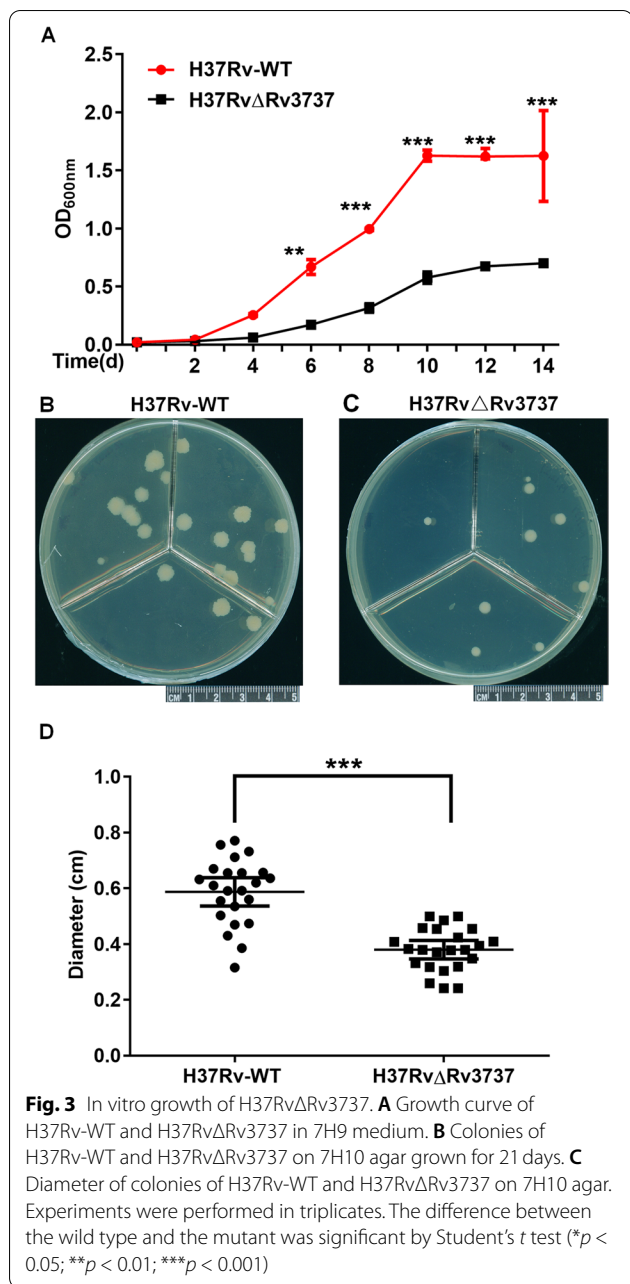 A
2.5
H37Rv-WT
H37RvΔRv3737
2.0
1.5
1.0
0.5
0.0
OD600nm
**
***
***
***
***
Time(d)
2 4 6 8 10 12 14
B
H37Rv-WT
C
H37Rv△Rv3737
CM 1 2 3 4 5
CM 1 2 3 4 5
D
***
1.0
0.8
0.6
0.4
0.2
0.0
Diameter (cm)
H37Rv-WT H37RvΔRv3737
Fig. 3 In vitro growth of H37RvΔRv3737. A Growth curve of
H37Rv-WT and H37RvΔRv3737 in 7H9 medium. B Colonies of
H37Rv-WT and H37RvΔRv3737 on 7H10 agar grown for 21 days. C
Diameter of colonies of H37Rv-WT and H37RvΔRv3737 on 7H10 agar.
Experiments were performed in triplicates. The difference between
the wild type and the mutant was significant by Student's t test (*p <
0.05; **p < 0.01; ***p < 0.001)